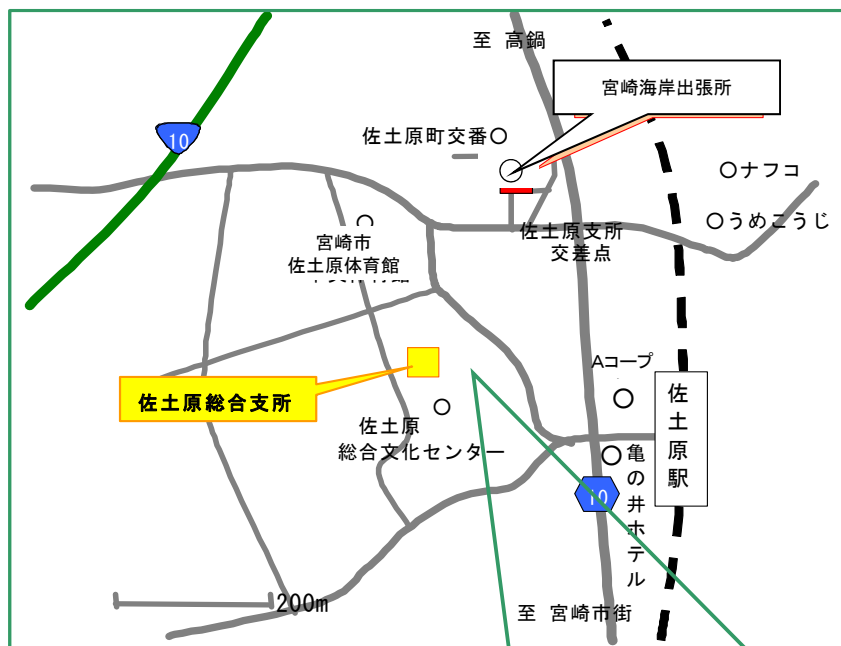 至 高鍋
宮崎海岸出張所
10
佐土原町交番
ナフコ
うめこうじ
佐土原支所
交差点
宮崎市
佐土原体育館
Aコープ
佐土原総合支所
佐土原
総合文化センター
佐土原駅
亀の井ホテル
10
200m
至 宮崎市街